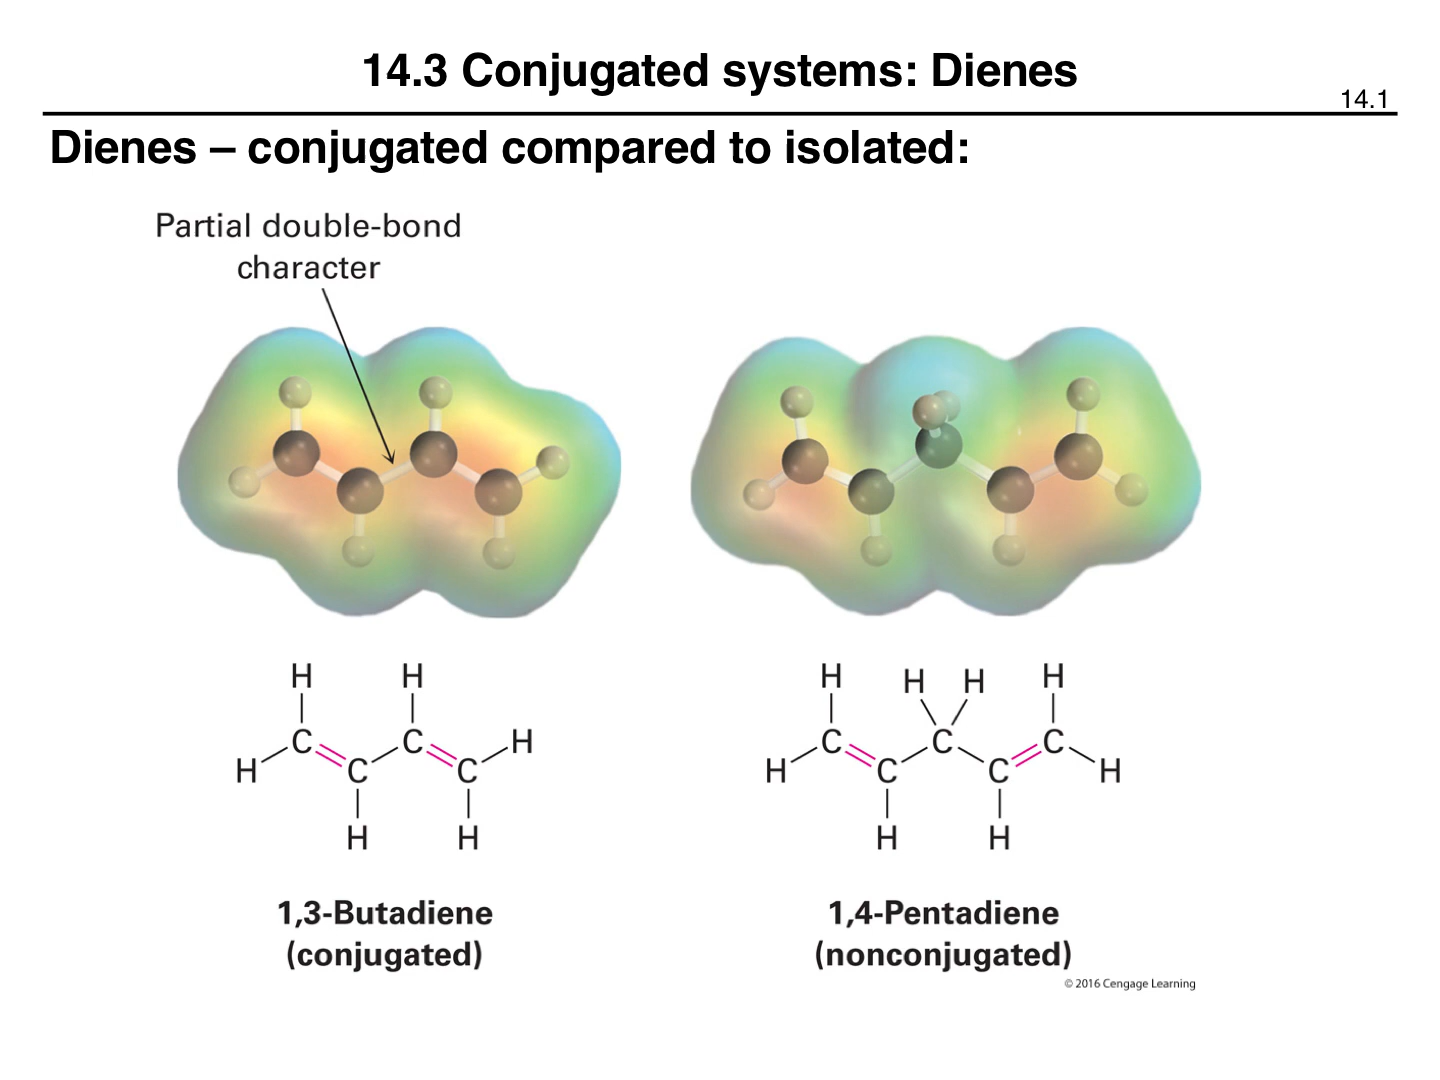 14.3 Conjugated systems: Dienes
14.1
Dienes – conjugated compared to isolated:
Partial double-bond
character
H H
C C H
H C C
H H
H H H H
C C C
H C C H
H H
1,3-Butadiene
(conjugated)
1,4-Pentadiene
(nonconjugated)
© 2016 Cengage Learning